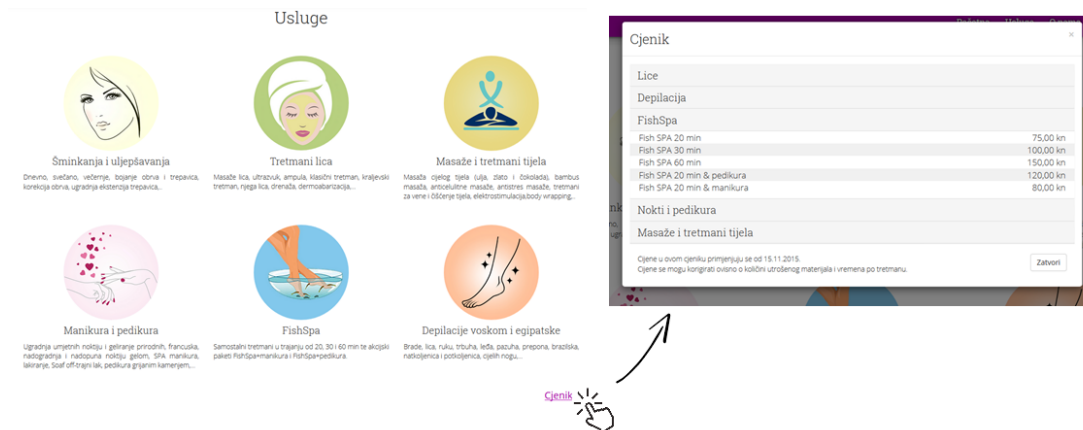 Usluge
Šminkanja i uljepšavanja
Dnevno, svečano, večernje, bojanje obrva i trepavica,
korekcija obrva, ugradnja ekstenzija trepavica,..
Tretmani lica
Masaže lica, ultrazvuk, ampula, klasični tretman, kraljevski
tretman, njega lica, drenaža, dermoabarizacija,...
Masaže i tretmani tijela
Masaža cijelog tijela (ulja, zlato i čokolada), bambus
masaža, anticelulitne masaže, antistres masaže, tretmani
za vene i čišćenje tijela, elektrostimulacija,body wrapping,..
Manikura i pedikura
Ugradnja umjetnih noktiju i geliranje prirodnih, francuska,
nadogradnja i nadopuna noktiju gelom, SPA manikura,
lakiranje, Soaf off-trajni lak, pedikura grijanim kamenjem,...
FishSpa
Samostalni tretmani u trajanju od 20, 30 i 60 min te akcijski
paketi FishSpa+manikura i FishSpa+pedikura.
Depilacije voskom i egipatske
Brade, lica, ruku, trbuha, leđa, pazuha, prepona, brazilska,
natkoljenica i potkoljenica, cijelih nogu,...
Cjenik
Cjenik
×
Lice
Depilacija
FishSpa
Fish SPA 20 min 75,00 kn
Fish SPA 30 min 100,00 kn
Fish SPA 60 min 150,00 kn
Fish SPA 20 min & pedikura 120,00 kn
Fish SPA 20 min & manikura 80,00 kn
Nokti i pedikura
Masaže i tretmani tijela
Cijene u ovom cjeniku primjenjuju se od 15.11.2015.
Cijene se mogu korigirati ovisno o količini utrošenog materijala i vremena po tretmanu.
Zatvori